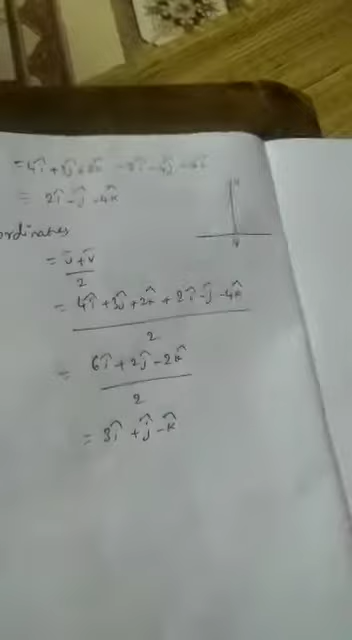 = 2î - ĵ - 4k̂
ordinates
= ū + v̄
2
= 4î + 3ĵ + 2k̂ + 2î - ĵ - 4k̂
2
= 6î + 2ĵ - 2k̂
2
= 3î + ĵ - k̂